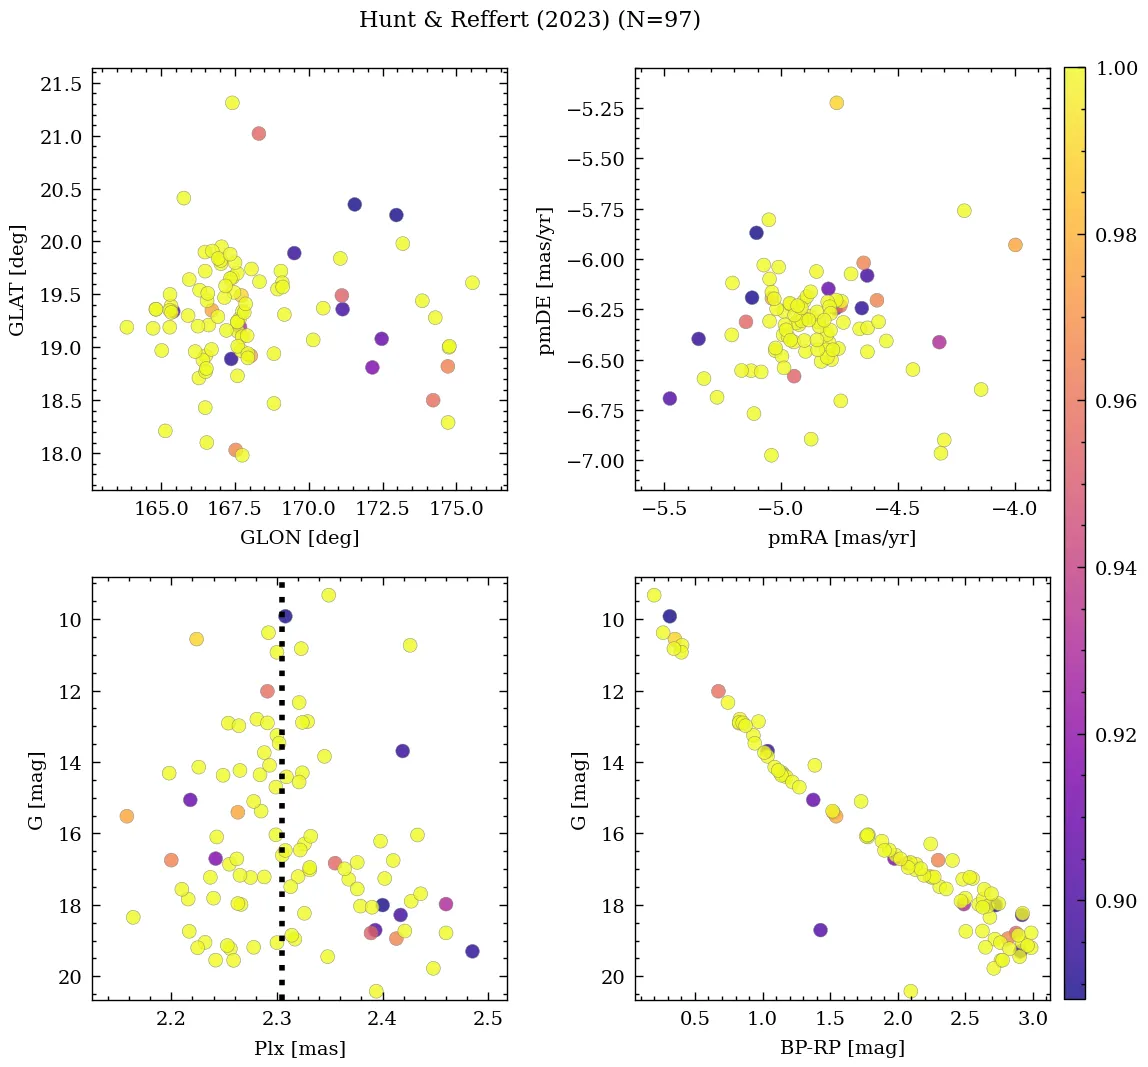 Hunt & Reffert (2023) (N=97)
21.5
21.0
20.5
20.0
19.5
19.0
18.5
18.0
GLAT [deg]
165.0 167.5 170.0 172.5 175.0
GLON [deg]
−5.25
−5.50
−5.75
−6.00
−6.25
−6.50
−6.75
−7.00
pmDE [mas/yr]
−5.5 −5.0 −4.5 −4.0
pmRA [mas/yr]
10
12
14
16
18
20
G [mag]
2.2 2.3 2.4 2.5
Plx [mas]
10
12
14
16
18
20
G [mag]
0.5 1.0 1.5 2.0 2.5 3.0
BP-RP [mag]
1.00
0.98
0.96
0.94
0.92
0.90